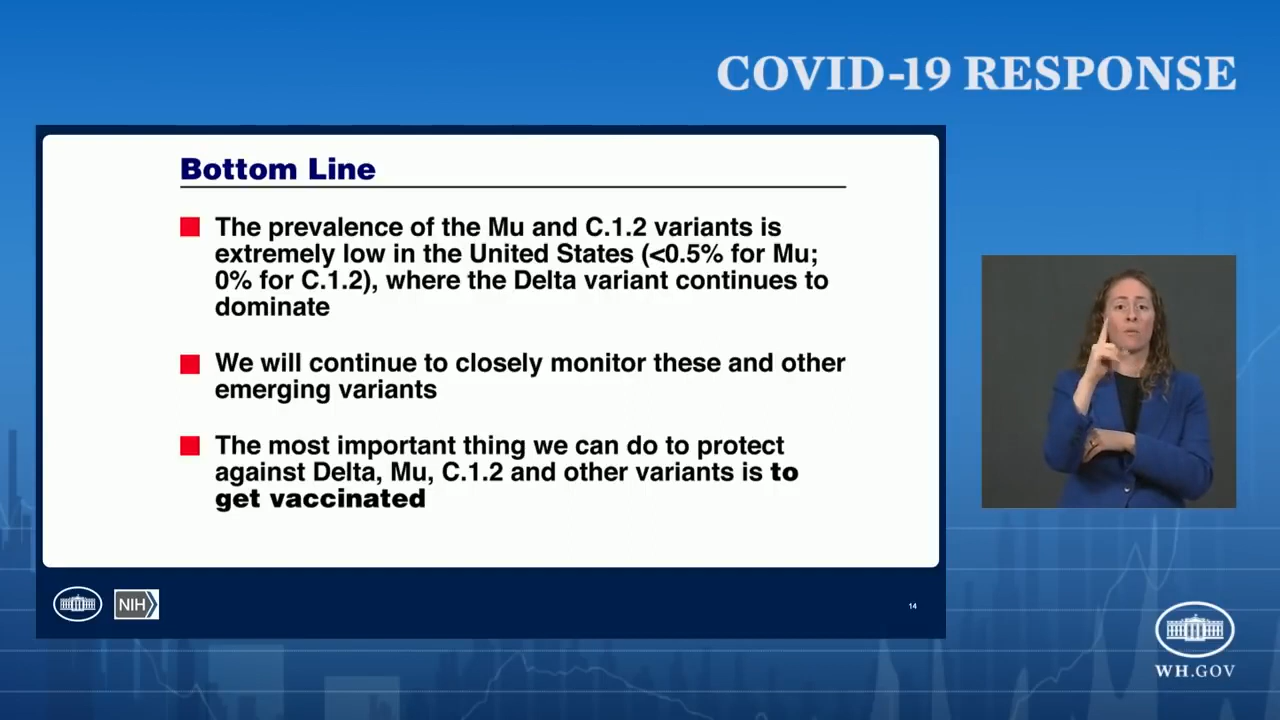 COVID-19 RESPONSE
Bottom Line
The prevalence of the Mu and C.1.2 variants is
extremely low in the United States (<0.5% for Mu;
0% for C.1.2), where the Delta variant continues to
dominate
We will continue to closely monitor these and other
emerging variants
The most important thing we can do to protect
against Delta, Mu, C.1.2 and other variants is to
get vaccinated
NIH
14
WH.GOV